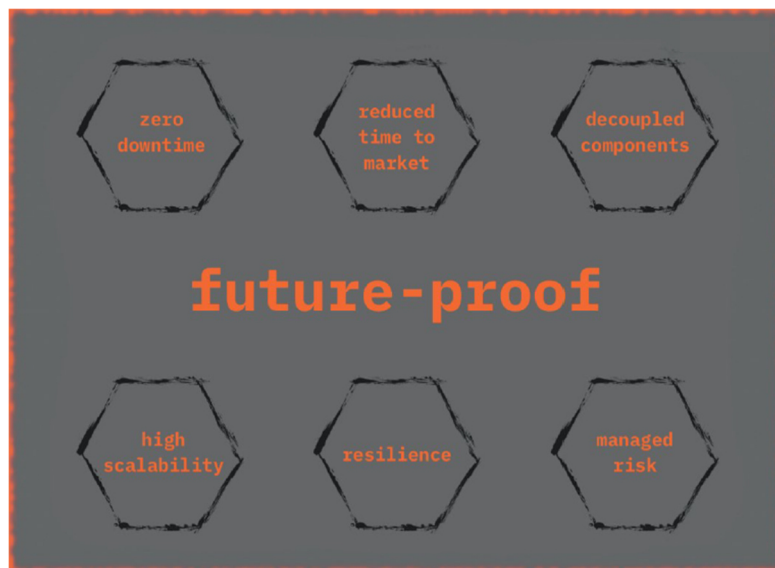 zero
downtime
reduced
time to
market
decoupled
components
future-proof
high
scalability
resilience
managed
risk